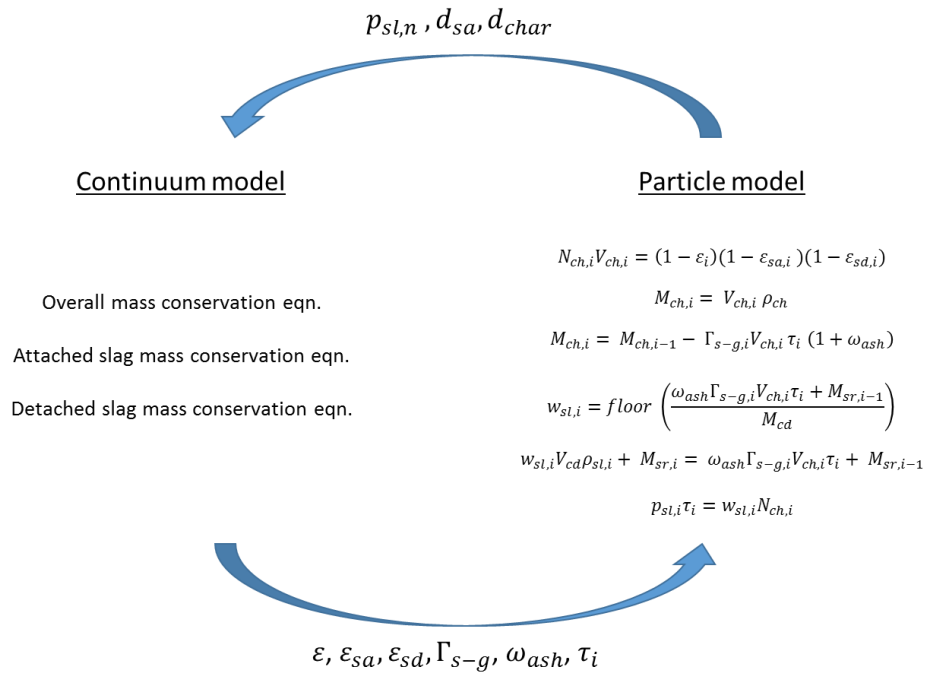 p_{sl,n} , d_{sa}, d_{char}
Continuum model
Particle model
Overall mass conservation eqn.
Attached slag mass conservation eqn.
Detached slag mass conservation eqn.
N_{ch,i}V_{ch,i} = (1 − ε_i)(1 − ε_{sa,i} )(1 − ε_{sd,i})
M_{ch,i} = V_{ch,i} ρ_{ch}
M_{ch,i} = M_{ch,i−1} − Γ_{s−g,i}V_{ch,i} τ_i (1 + ω_{ash})
w_{sl,i} = floor ( \frac{ω_{ash}Γ_{s−g,i}V_{ch,i}τ_i + M_{sr,i−1}}{M_{cd}} )
w_{sl,i}V_{cd}ρ_{sl,i} + M_{sr,i} = ω_{ash}Γ_{s−g,i}V_{ch,i}τ_i + M_{sr,i−1}
p_{sl,i}τ_i = w_{sl,i}N_{ch,i}
ε, ε_{sa}, ε_{sd}, Γ_{s−g}, ω_{ash}, τ_i